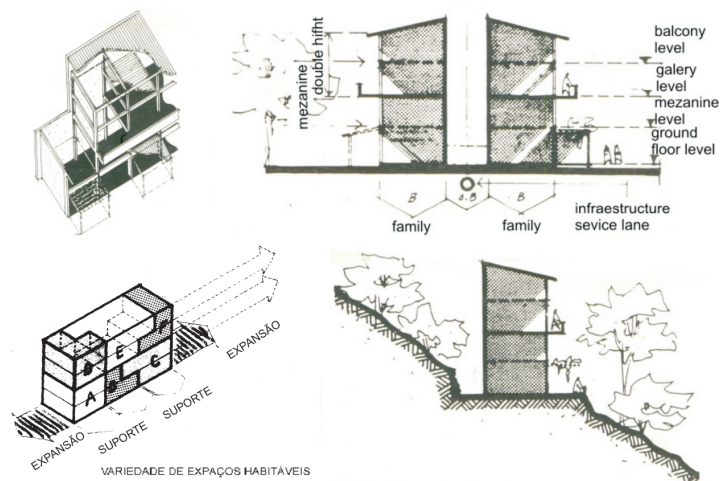 mezanine
double hifht
balcony
level
galery
level
mezanine
level
ground
floor level
B
B
family
family
infraestructure
sevice lane
A
B
E
C
EXPANSÃO
SUPORTE
SUPORTE
EXPANSÃO
VARIEDADE DE EXPAÇOS HABITÁVEIS